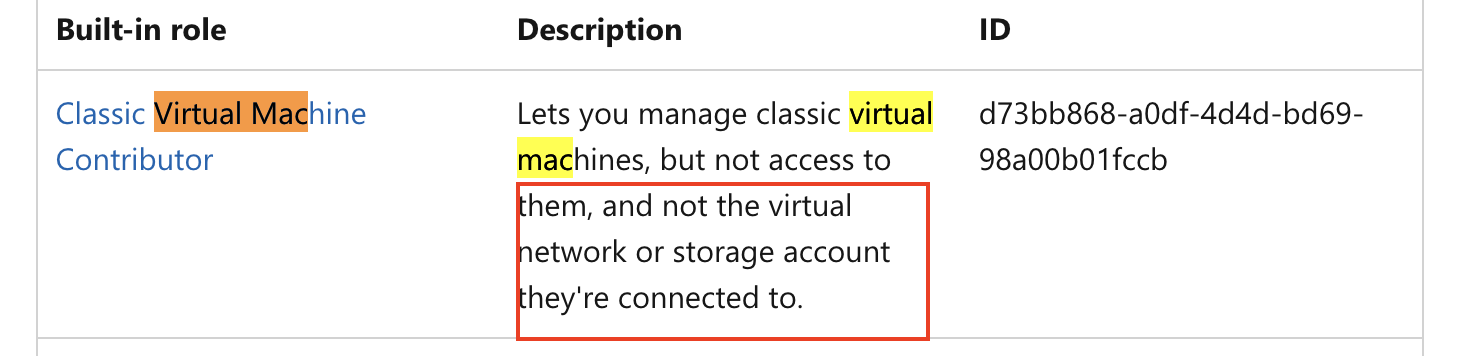 Built-in role Description ID
Classic Virtual Machine Lets you manage classic virtual d73bb868-a0df-4d4d-bd69-
Contributor machines, but not access to 98a00b01fccb
them, and not the virtual
network or storage account
they're connected to.